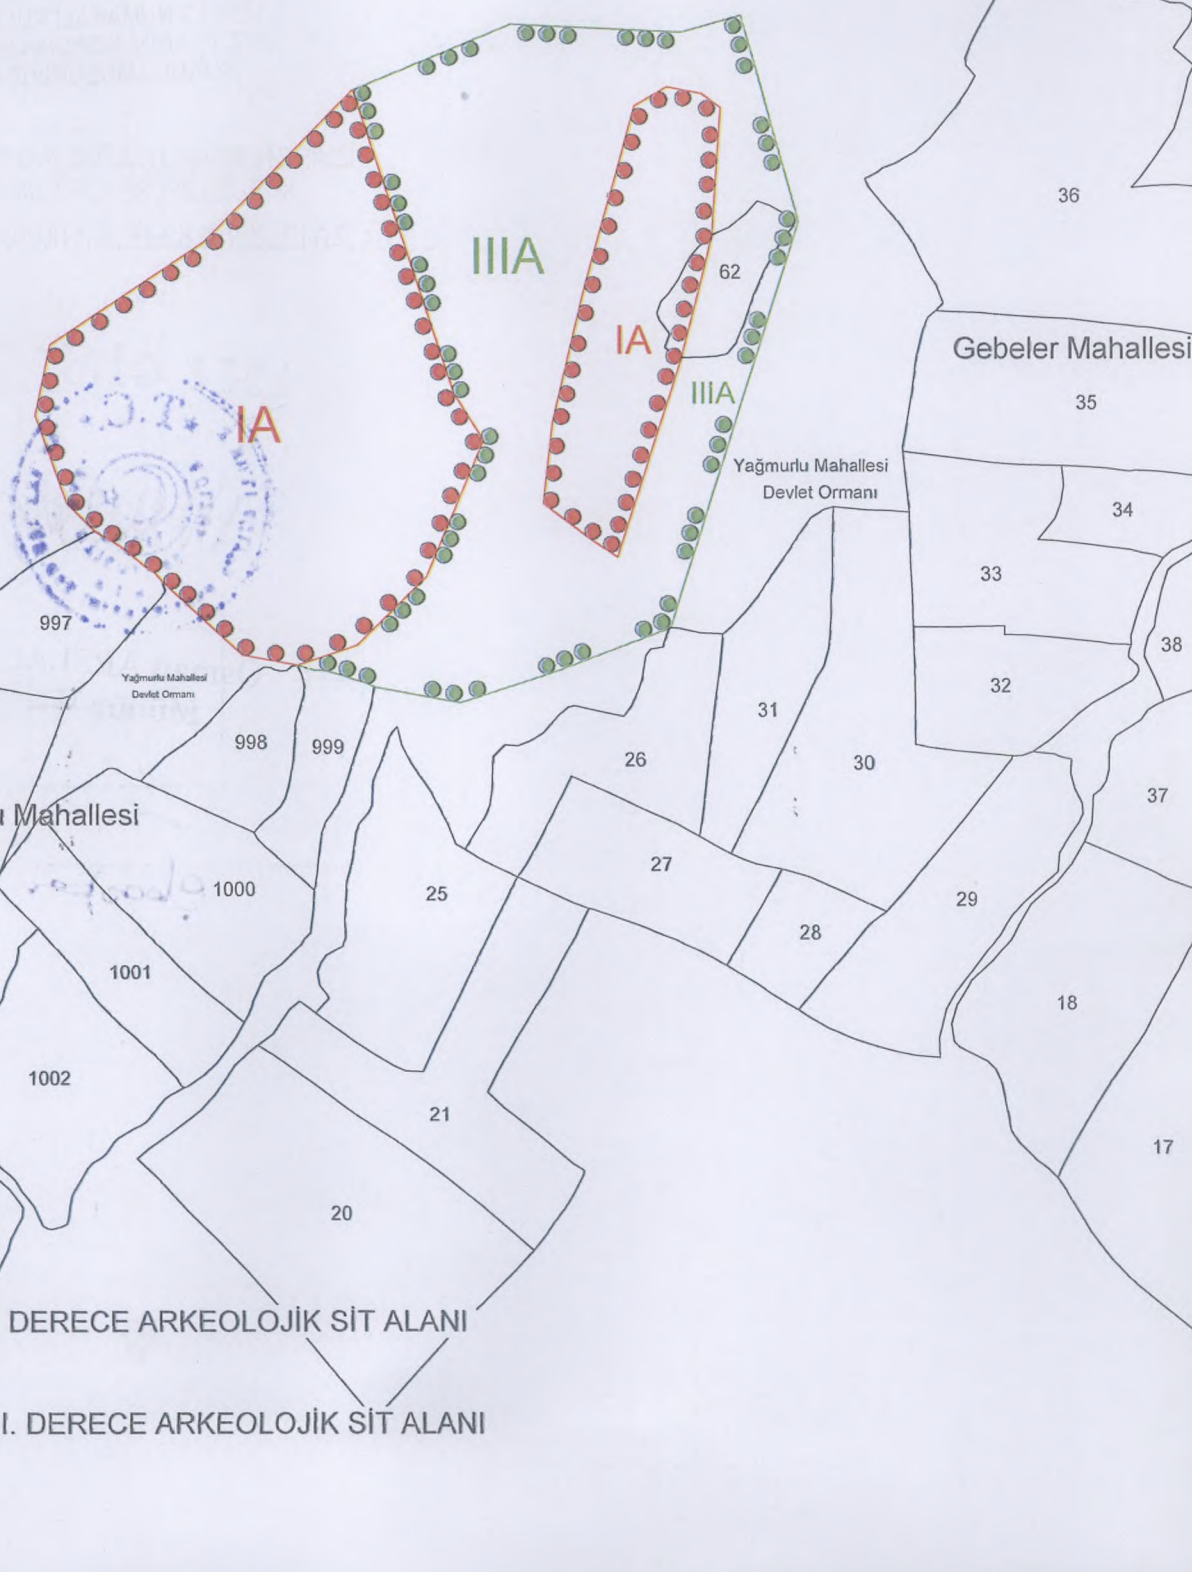 36
IIIA
62
IA
Gebeler Mahallesi
IIIA
35
IA
T.C.
Yağmurlu Mahallesi
Devlet Ormanı
34
33
997
38
Yağmurlu Mahallesi
Devlet Ormanı
32
31
998
999
26
30
37
Mahallesi
27
1000
25
29
28
1001
18
1002
21
17
20
DERECE ARKEOLOJİK SİT ALANI
I. DERECE ARKEOLOJİK SİT ALANI